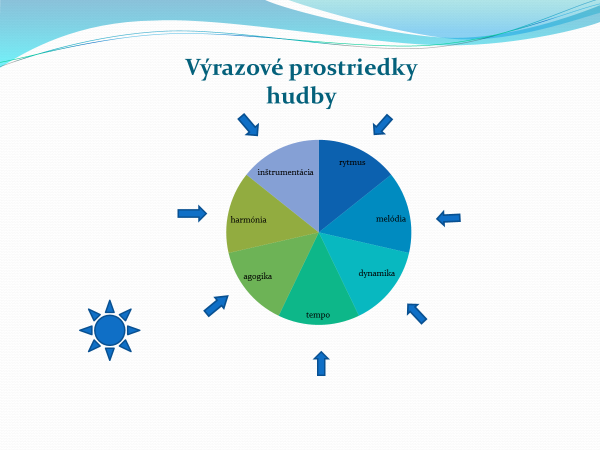 Výrazové prostriedky
hudby
rytmus
melódia
dynamika
tempo
agogika
harmónia
inštrumentácia